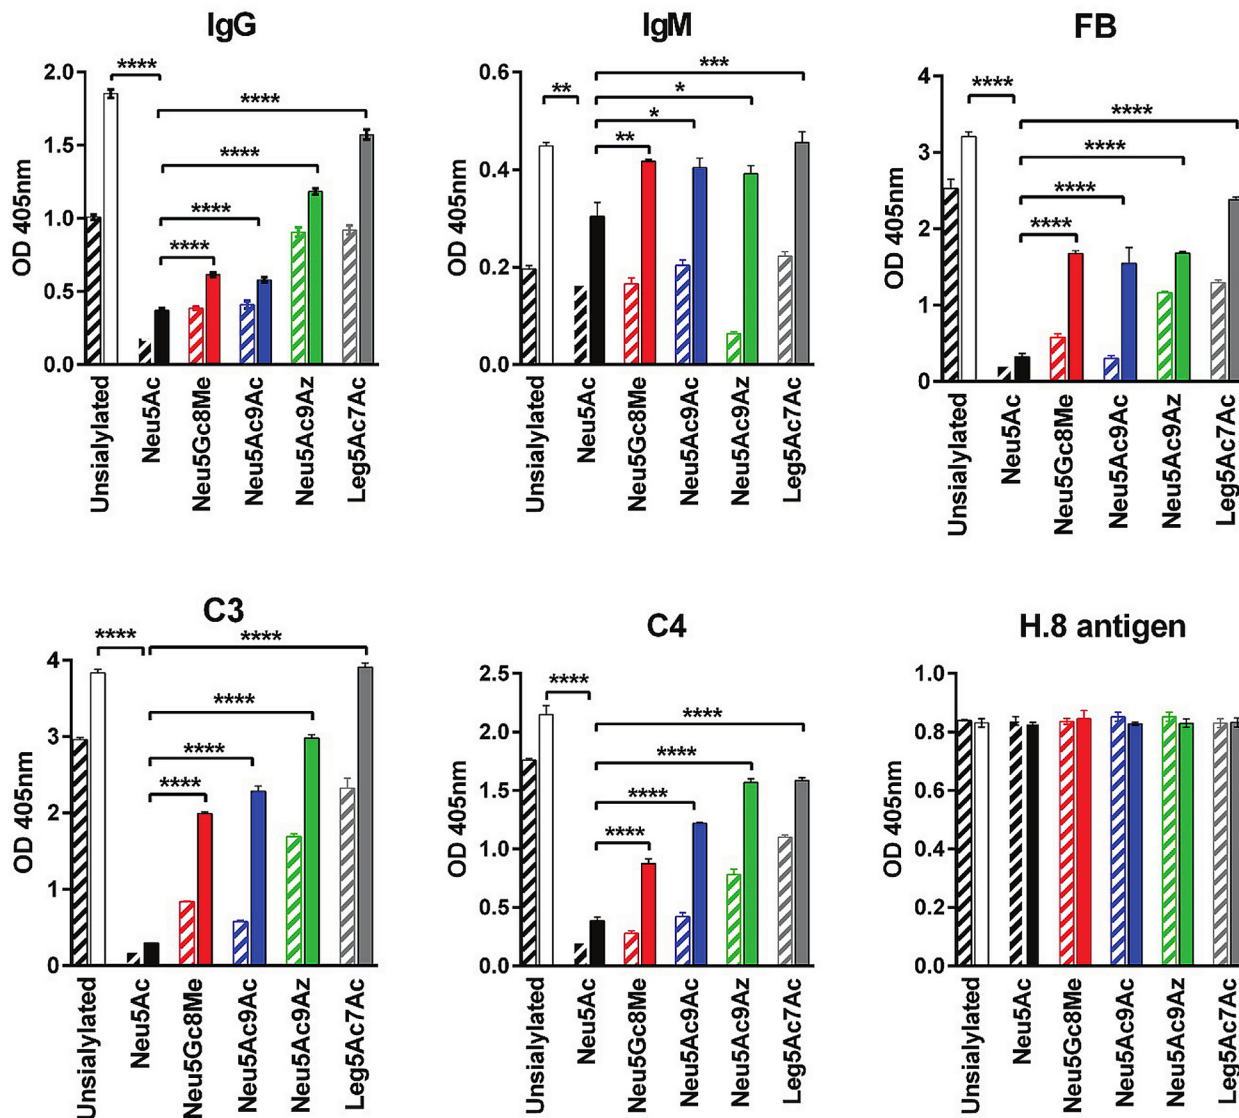 IgG
OD 405nm
2.0
1.5
1.0
0.5
0.0
****
****
****
****
****
Unsialylated
Neu5Ac
Neu5Gc8Me
Neu5Ac9Ac
Neu5Ac9Az
Leg5Ac7Ac
IgM
OD 405nm
0.6
0.4
0.2
0.0
**
***
*
*
**
Unsialylated
Neu5Ac
Neu5Gc8Me
Neu5Ac9Ac
Neu5Ac9Az
Leg5Ac7Ac
FB
OD 405nm
4
3
2
1
0
****
****
****
****
****
Unsialylated
Neu5Ac
Neu5Gc8Me
Neu5Ac9Ac
Neu5Ac9Az
Leg5Ac7Ac
C3
OD 405nm
4
3
2
1
0
****
****
****
****
****
Unsialylated
Neu5Ac
Neu5Gc8Me
Neu5Ac9Ac
Neu5Ac9Az
Leg5Ac7Ac
C4
OD 405nm
2.5
2.0
1.5
1.0
0.5
0.0
****
****
****
****
****
Unsialylated
Neu5Ac
Neu5Gc8Me
Neu5Ac9Ac
Neu5Ac9Az
Leg5Ac7Ac
H.8 antigen
OD 405nm
1.0
0.8
0.6
0.4
0.2
0.0
Unsialylated
Neu5Ac
Neu5Gc8Me
Neu5Ac9Ac
Neu5Ac9Az
Leg5Ac7Ac